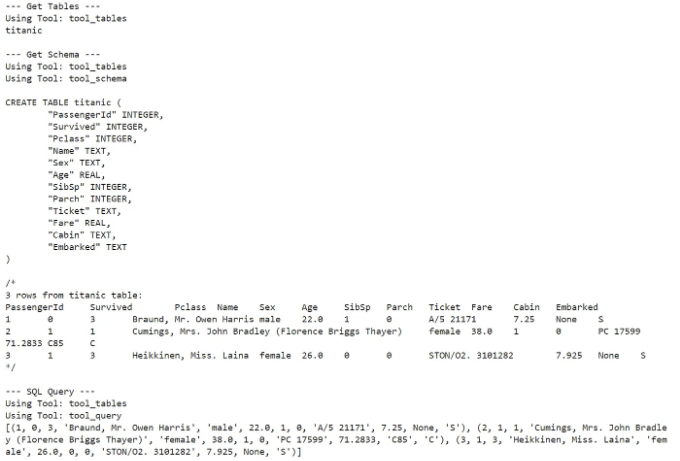 --- Get Tables ---
Using Tool: tool_tables
titanic
--- Get Schema ---
Using Tool: tool_tables
Using Tool: tool_schema
CREATE TABLE titanic (
"PassengerId" INTEGER,
"Survived" INTEGER,
"Pclass" INTEGER,
"Name" TEXT,
"Sex" TEXT,
"Age" REAL,
"SibSp" INTEGER,
"Parch" INTEGER,
"Ticket" TEXT,
"Fare" REAL,
"Cabin" TEXT,
"Embarked" TEXT
)
/*
3 rows from titanic table:
PassengerId Survived Pclass Name Sex Age SibSp Parch Ticket Fare Cabin Embarked
1 0 3 Braund, Mr. Owen Harris male 22.0 1 0 A/5 21171 7.25 None S
2 1 1 Cumings, Mrs. John Bradley (Florence Briggs Thayer) female 38.0 1 0 PC 17599
71.2833 C85 C
3 1 3 Heikkinen, Miss. Laina female 26.0 0 0 STON/O2. 3101282 7.925 None S
*/
--- SQL Query ---
Using Tool: tool_tables
Using Tool: tool_query
[(1, 0, 3, 'Braund, Mr. Owen Harris', 'male', 22.0, 1, 0, 'A/5 21171', 7.25, None, 'S'), (2, 1, 1, 'Cumings, Mrs. John Bradle
y (Florence Briggs Thayer)', 'female', 38.0, 1, 0, 'PC 17599', 71.2833, 'C85', 'C'), (3, 1, 3, 'Heikkinen, Miss. Laina', 'fem
ale', 26.0, 0, 0, 'STON/O2. 3101282', 7.925, None, 'S')]